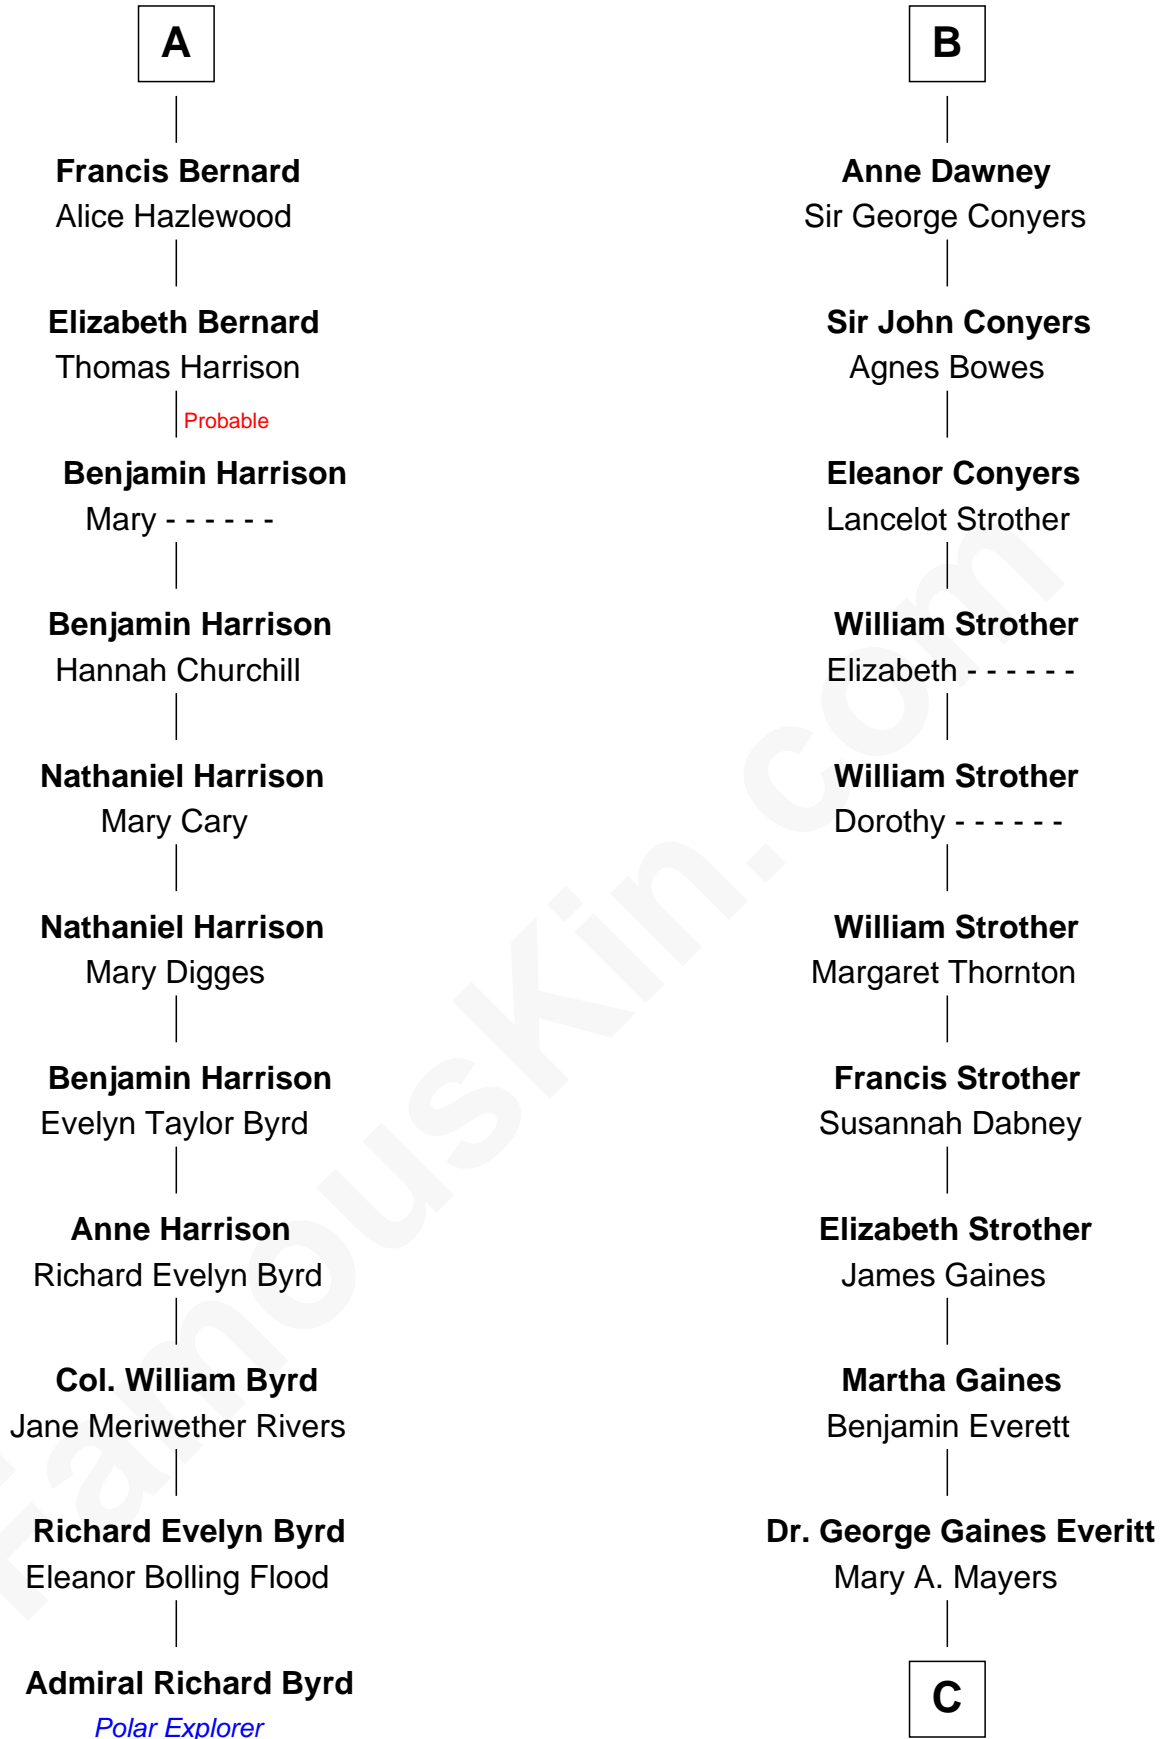 A
Francis Bernard
Alice Hazlewood
Elizabeth Bernard
Thomas Harrison
Probable
Benjamin Harrison
Mary - - - - - -
Benjamin Harrison
Hannah Churchill
Nathaniel Harrison
Mary Cary
Nathaniel Harrison
Mary Digges
Benjamin Harrison
Evelyn Taylor Byrd
Anne Harrison
Richard Evelyn Byrd
Col. William Byrd
Jane Meriwether Rivers
Richard Evelyn Byrd
Eleanor Bolling Flood
Admiral Richard Byrd
Polar Explorer
B
Anne Dawney
Sir George Conyers
Sir John Conyers
Agnes Bowes
Eleanor Conyers
Lancelot Strother
William Strother
Elizabeth - - - - - -
William Strother
Dorothy - - - - - -
William Strother
Margaret Thornton
Francis Strother
Susannah Dabney
Elizabeth Strother
James Gaines
Martha Gaines
Benjamin Everett
Dr. George Gaines Everitt
Mary A. Mayers
C
FamousKin.com